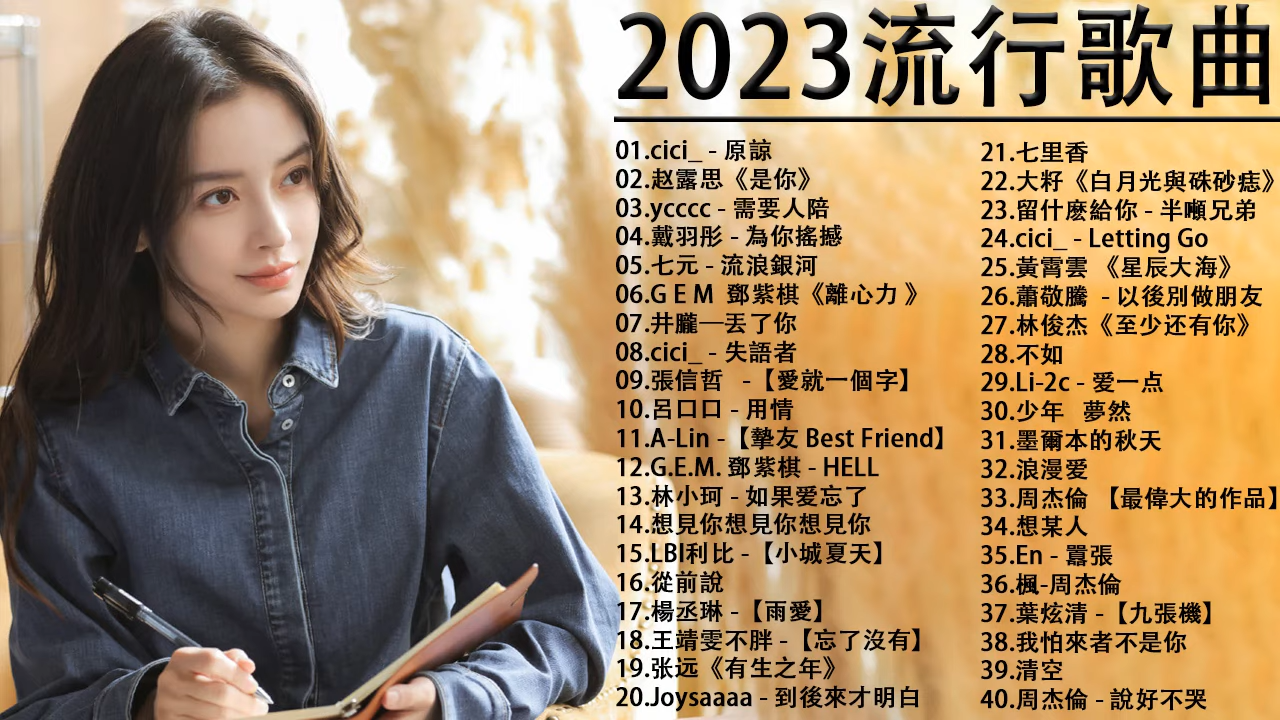 2023流行歌曲
01.cici_ - 原諒
02.赵露思《是你》
03.ycccc - 需要人陪
04.戴羽彤 - 為你搖撼
05.七元 - 流浪銀河
06.G E M 鄧紫棋《離心力 》
07.井朧—丟了你
08.cici_ - 失語者
09.張信哲 -【愛就一個字】
10.呂口口 - 用情
11.A-Lin -【摯友 Best Friend】
12.G.E.M. 鄧紫棋 - HELL
13.林小珂 - 如果爱忘了
14.想見你想見你想見你
15.LBI利比 -【小城夏天】
16.從前說
17.楊丞琳 -【雨愛】
18.王靖雯不胖 -【忘了沒有】
19.张远《有生之年》
20.Joysaaaa - 到後來才明白
21.七里香
22.大籽《白月光與硃砂痣》
23.留什麽給你 - 半噸兄弟
24.cici_ - Letting Go
25.黃霄雲 《星辰大海》
26.蕭敬騰 - 以後別做朋友
27.林俊杰《至少还有你》
28.不如
29.Li-2c - 爱一点
30.少年 夢然
31.墨爾本的秋天
32.浪漫爱
33.周杰倫 【最偉大的作品】
34.想某人
35.En - 囂張
36.楓-周杰倫
37.葉炫清 -【九張機】
38.我怕來者不是你
39.清空
40.周杰倫 - 說好不哭